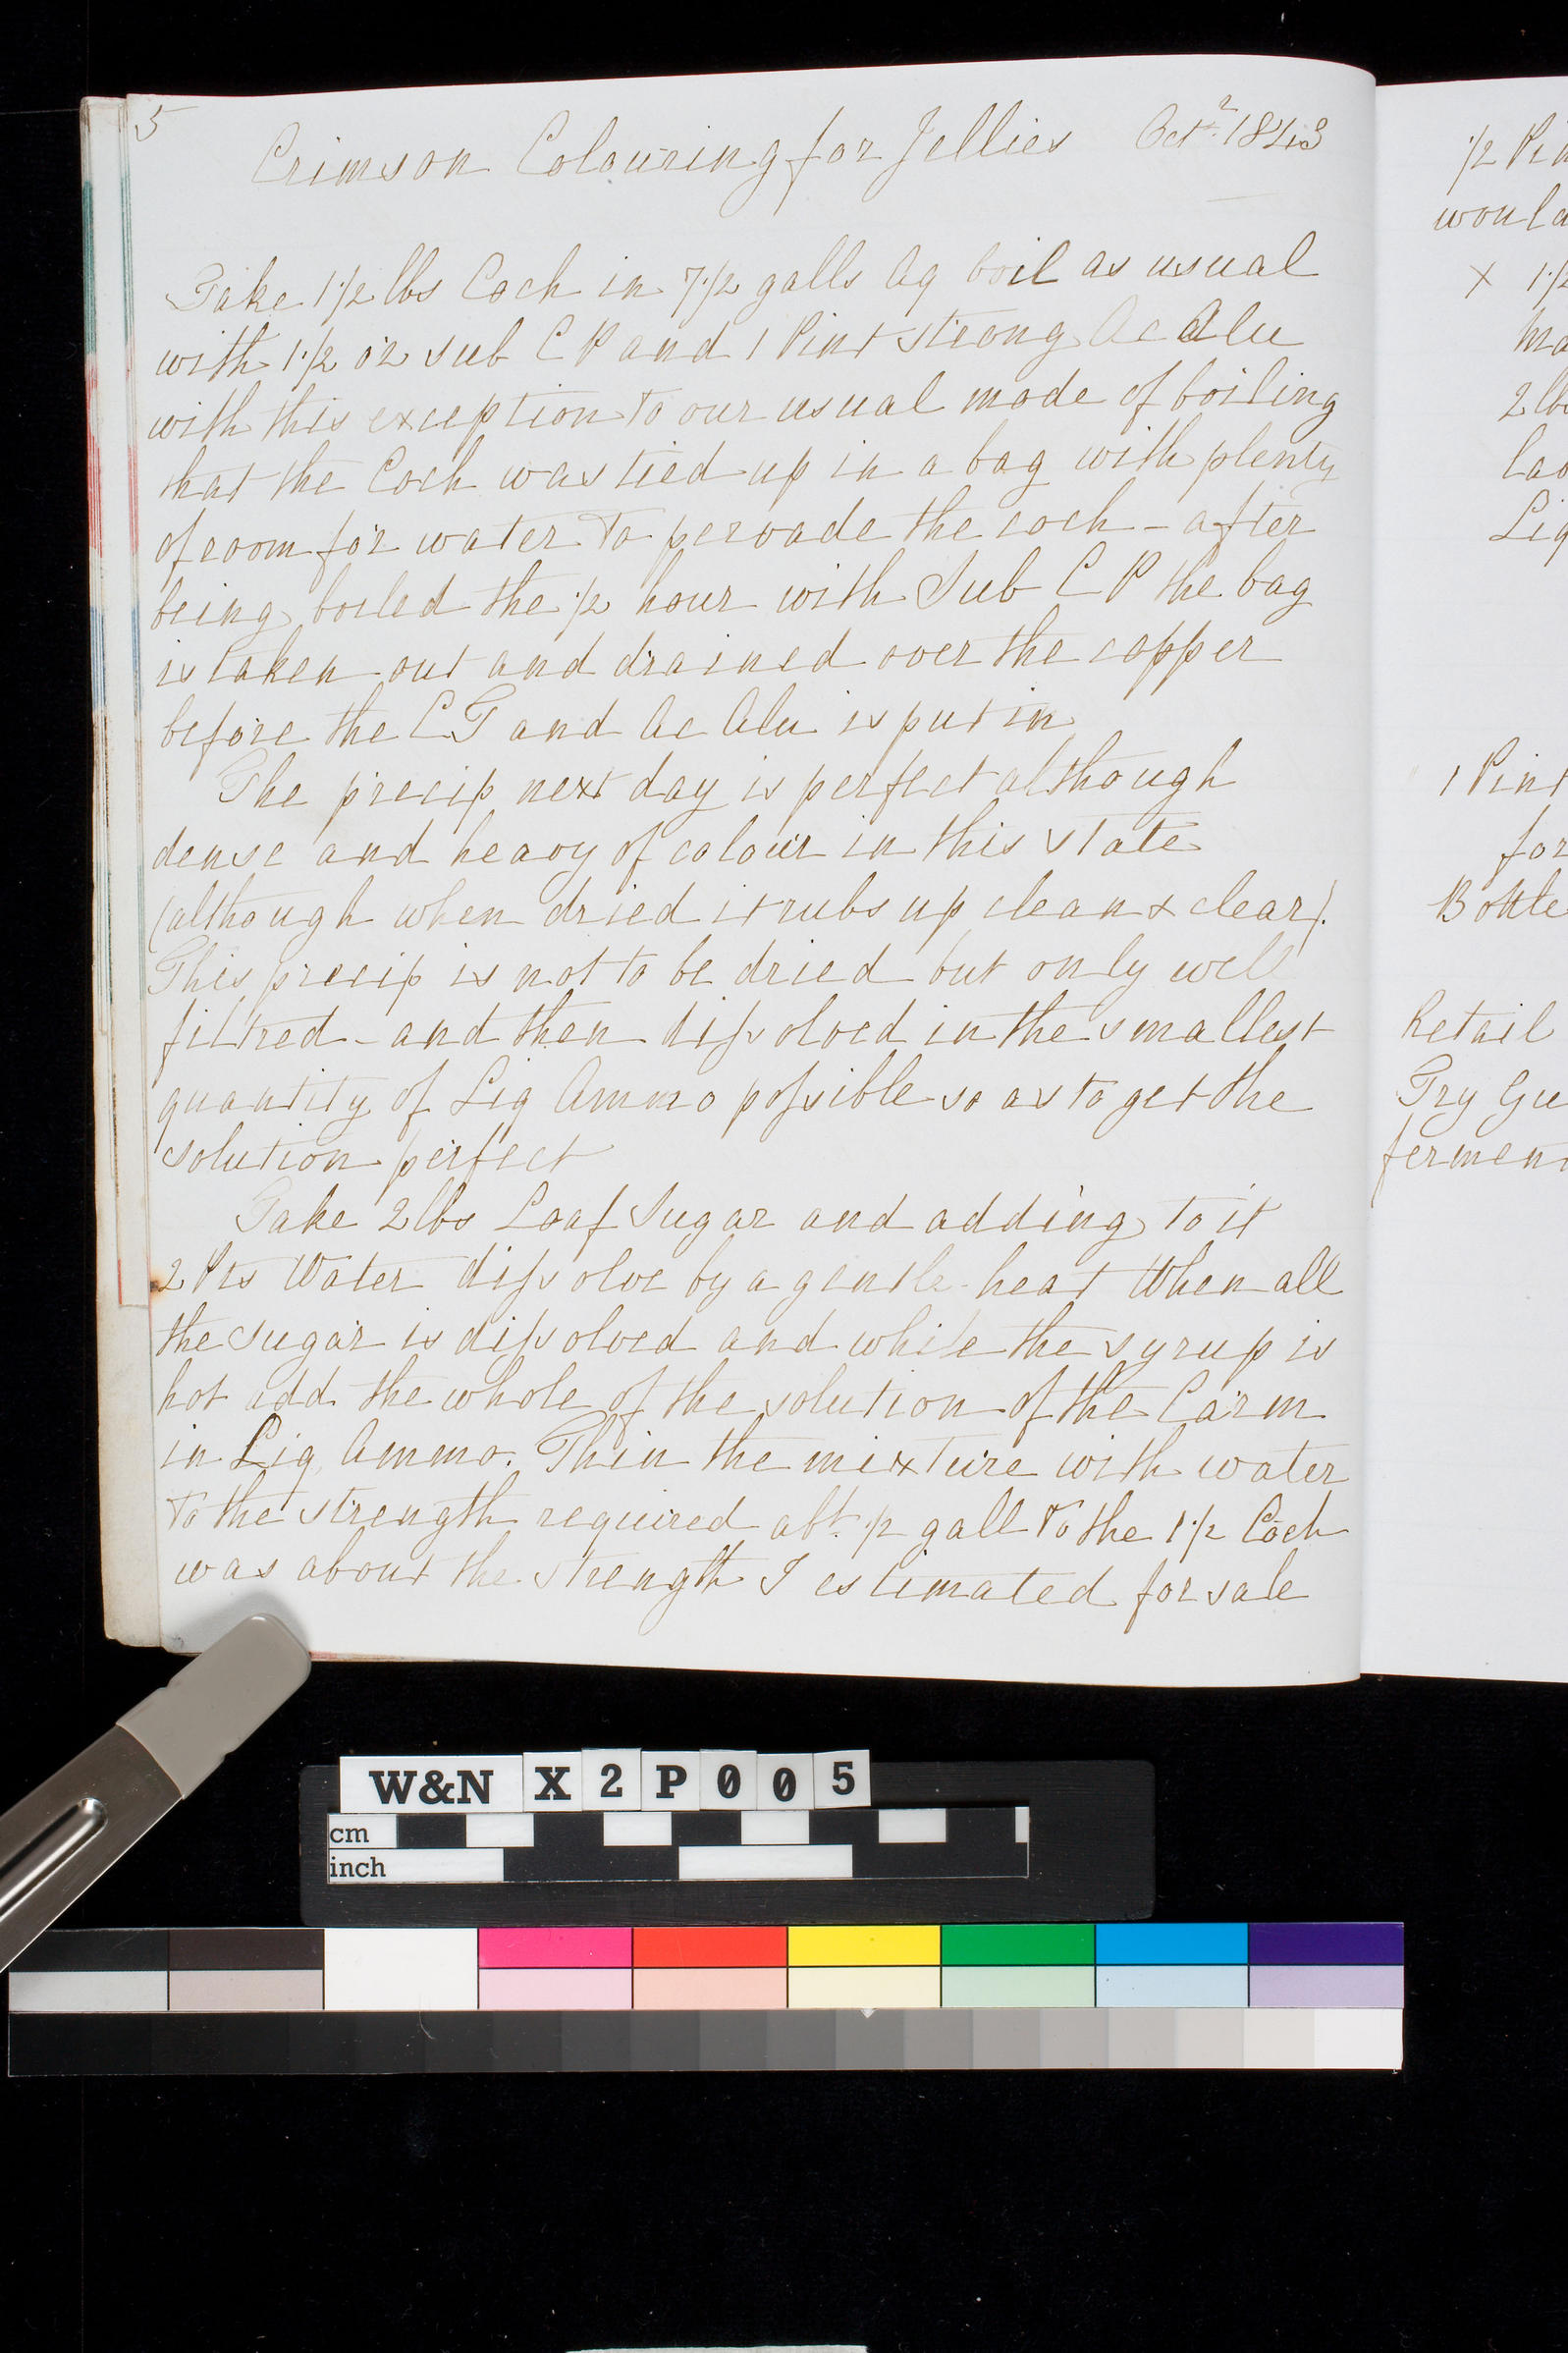 5
Crimson Colouring for Jellies Octr. 1843
Take 1 1/2 lbs Coch in 7 1/2 galls Aq boil as usual
with 1 1/2 oz sub C P and 1 Pint strong Ac Alu
with this exception to our usual mode of boiling
that the Coch was tied up in a bag with plenty
of room for water to pervade the coch - after
being boiled the 1/2 hour with Sub C P the bag
is taken out and drained over the copper
before the C T and Ac Alu is put in
The precip next day is perfect although
dense and heavy of colour in this state
(although when dried it rubs up clean & clear).
This precip is not to be dried but only well
filtred - and then dissolved in the smallest
quantity of Liq Ammo possible so as to get the
solution perfect
Take 2 lbs Loaf Sugar and adding to it
2 Pts Water dissolve by a gentle heat When all
the sugar is dissolved and while the syrup is
hot add the whole of the solution of the Carm
in Liq Ammo. Thin the mixture with water
to the strength required abt. 1/2 gall to the 1 1/2 Coch
was about the strength I estimated for sale
1/2 Pin
would
x 1 1/2
ma
2 lbs
Liq
1 Pint
for
Bottle
Retail
Try Gu
ferment
W&N X2P005
cm
inch